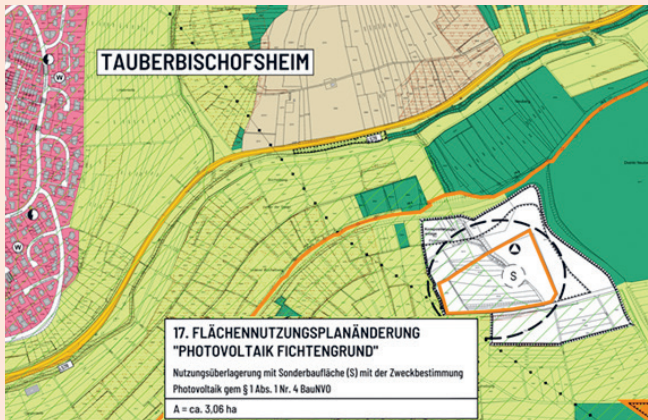 TAUBERBISCHOFSHEIM
W
W
S
17. FLÄCHENNUTZUNGSPLANÄNDERUNG
"PHOTOVOLTAIK FICHTENGRUND"
Nutzungsüberlagerung mit Sonderbaufläche (S) mit der Zweckbestimmung
Photovoltaik gem § 1 Abs. 1 Nr. 4 BauNVO
A = ca. 3,06 ha